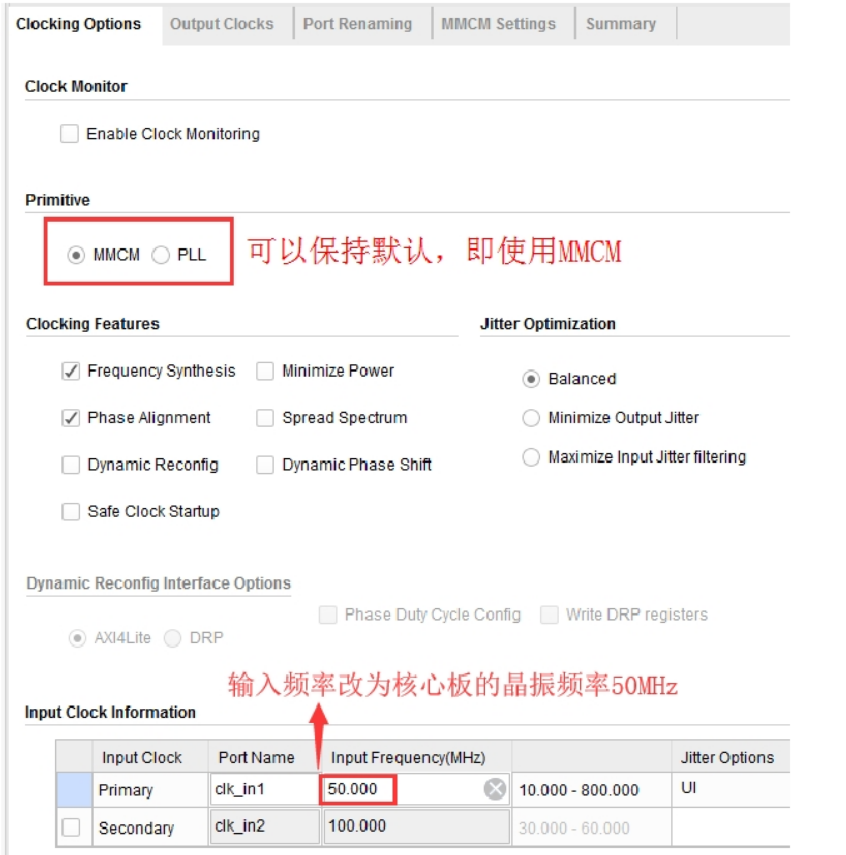 Clocking Options Output Clocks Port Renaming MMCM Settings Summary
Clock Monitor
Enable Clock Monitoring
Primitive
MMCM PLL 可以保持默认，即使用MMCM
Clocking Features Jitter Optimization
Frequency Synthesis Minimize Power Balanced
Phase Alignment Spread Spectrum Minimize Output Jitter
Dynamic Reconfig Dynamic Phase Shift Maximize Input Jitter filtering
Safe Clock Startup
Dynamic Reconfig Interface Options
Phase Duty Cycle Config Write DRP registers
AXI4Lite DRP
输入频率改为核心板的晶振频率50MHz
Input Clock Information
Input Clock Port Name Input Frequency(MHz) Jitter Options
Primary clk_in1 50.000 10.000 - 800.000 UI
Secondary clk_in2 100.000 30.000 - 60.000